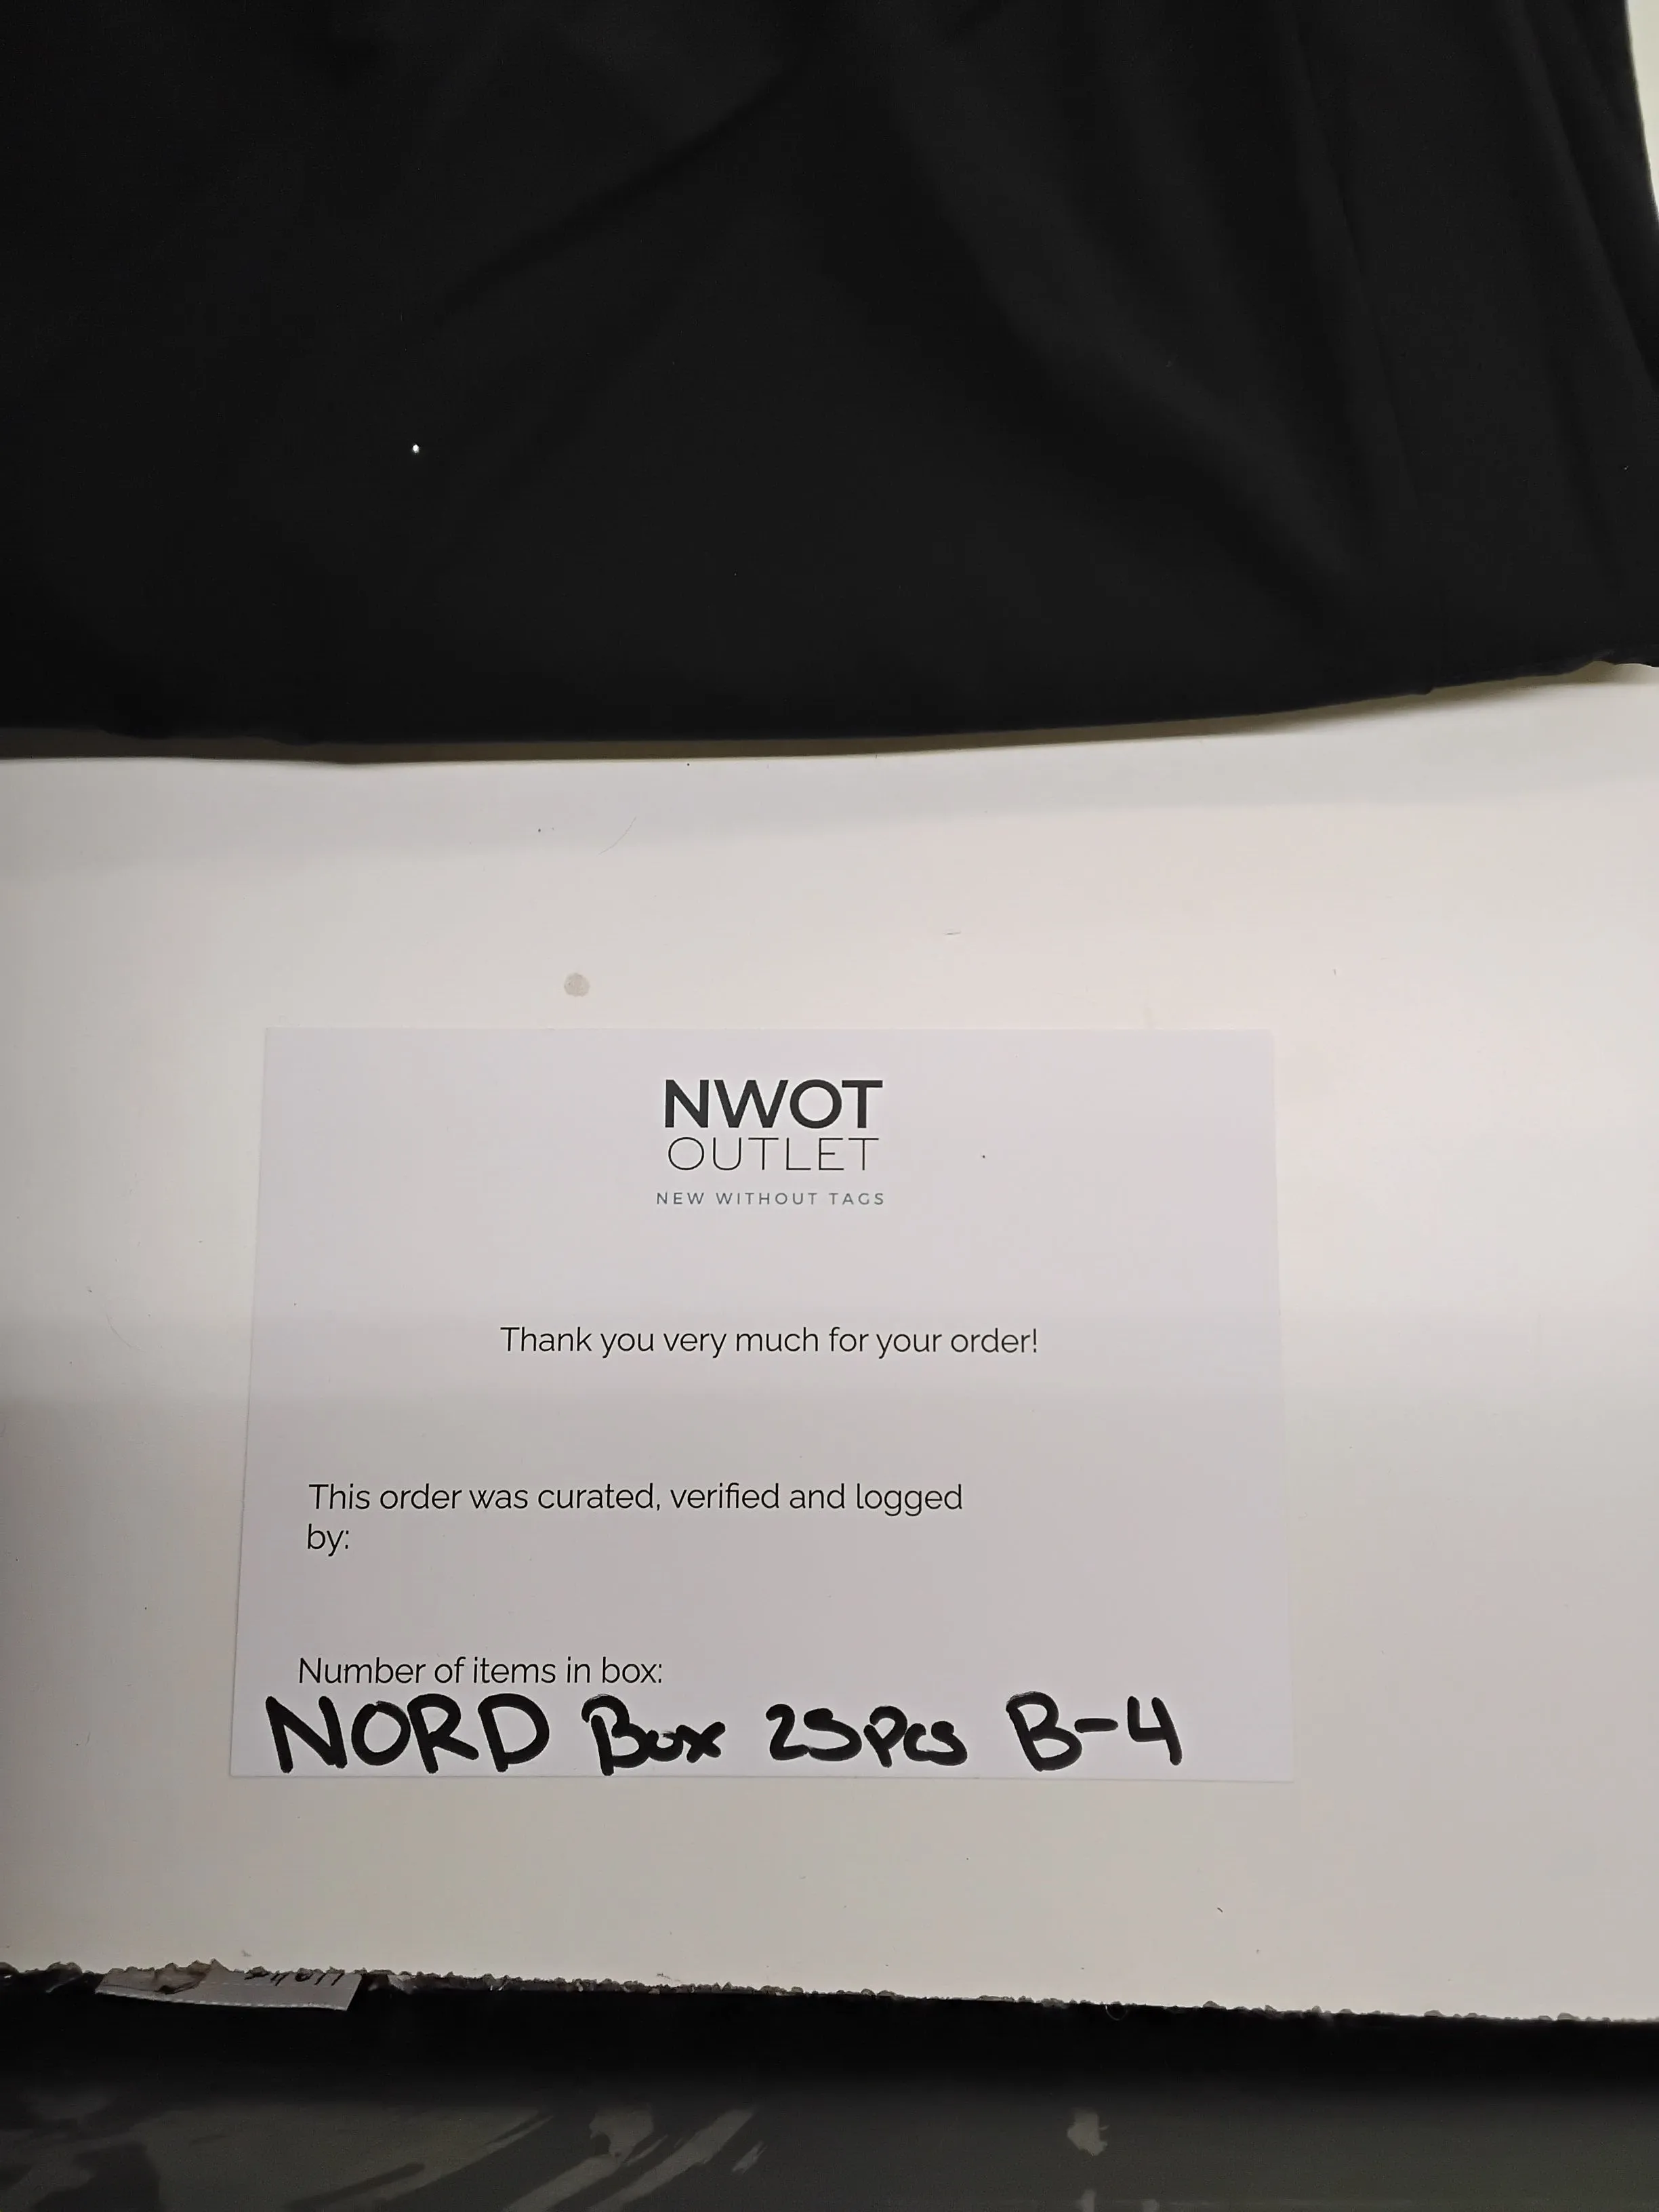 NWOT
OUTLET
NEW WITHOUT TAGS
Thank you very much for your order!
This order was curated, verified and logged
by:
Number of items in box:
NORD Box 25Pcs B-4